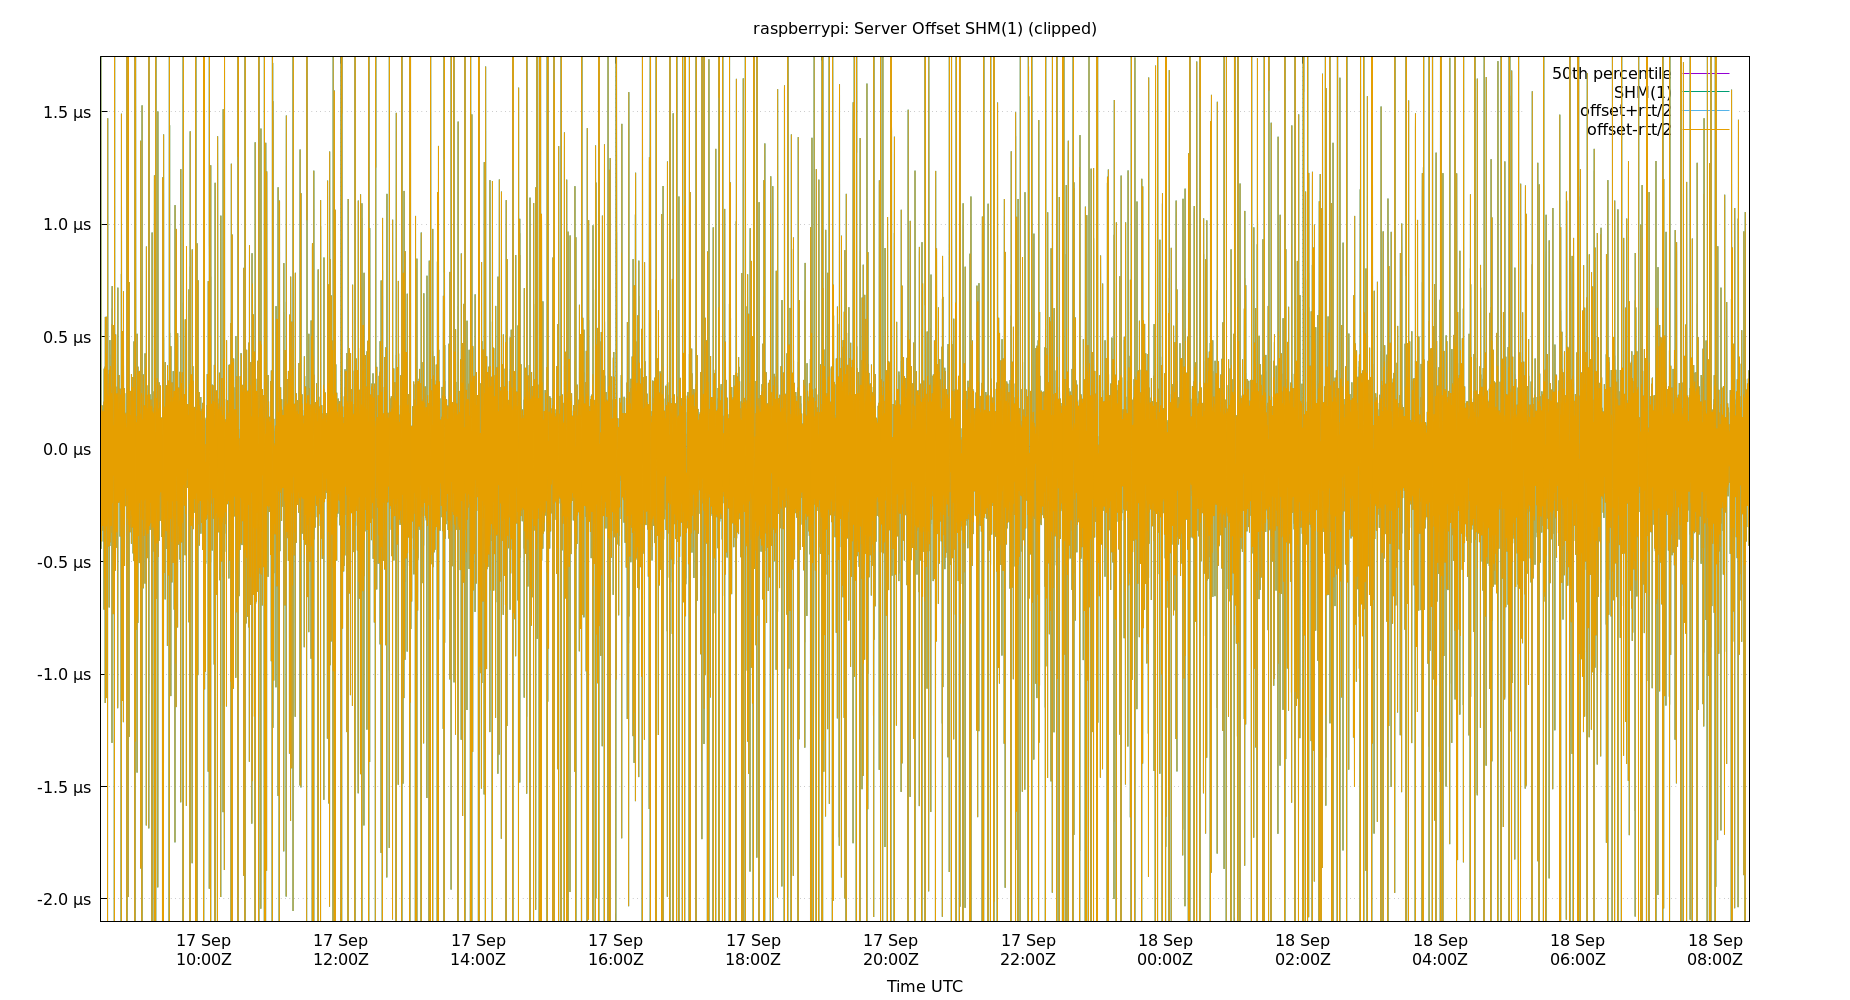 raspberrypi: Server Offset SHM(1) (clipped)
50th percentile
SHM(1)
offset+rtt/2
offset-rtt/2
1.5 µs
1.0 µs
0.5 µs
0.0 µs
-0.5 µs
-1.0 µs
-1.5 µs
-2.0 µs
17 Sep 17 Sep 17 Sep 17 Sep 17 Sep 17 Sep 17 Sep 18 Sep 18 Sep 18 Sep 18 Sep 18 Sep
10:00Z 12:00Z 14:00Z 16:00Z 18:00Z 20:00Z 22:00Z 00:00Z 02:00Z 04:00Z 06:00Z 08:00Z
Time UTC